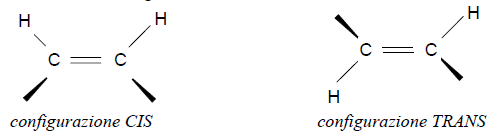 H H
C C
configurazione CIS
H
C C
H
configurazione TRANS